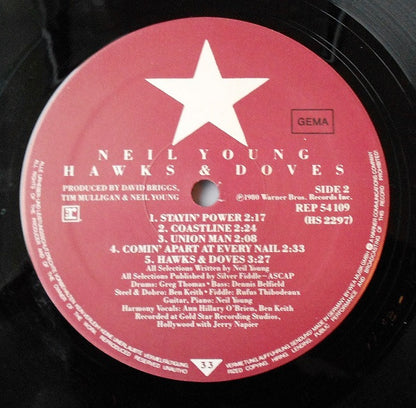 GEMA
NEIL YOUNG
HAWKS & DOVES
PRODUCED BY DAVID BRIGGS,
TIM MULLIGAN & NEIL YOUNG
SIDE 2
℗1980 Warner Bros. Records Inc.
REP 54 109
(HS 2297)
1. STAYIN' POWER 2:17
2. COASTLINE 2:24
3. UNION MAN 2:08
4. COMIN' APART AT EVERY NAIL 2:33
5. HAWKS & DOVES 3:27
All Selections Written by Neil Young
All Selections Published by Silver Fiddle—ASCAP
Drums: Greg Thomas • Bass: Dennis Belfield
Steel & Dobro: Ben Keith • Fiddle: Rufus Thibodeaux
Guitar, Piano: Neil Young
Harmony Vocals: Ann Hillary O'Brien, Ben Keith
Recorded at Gold Star Recording Studios,
Hollywood with Jerry Napier
33